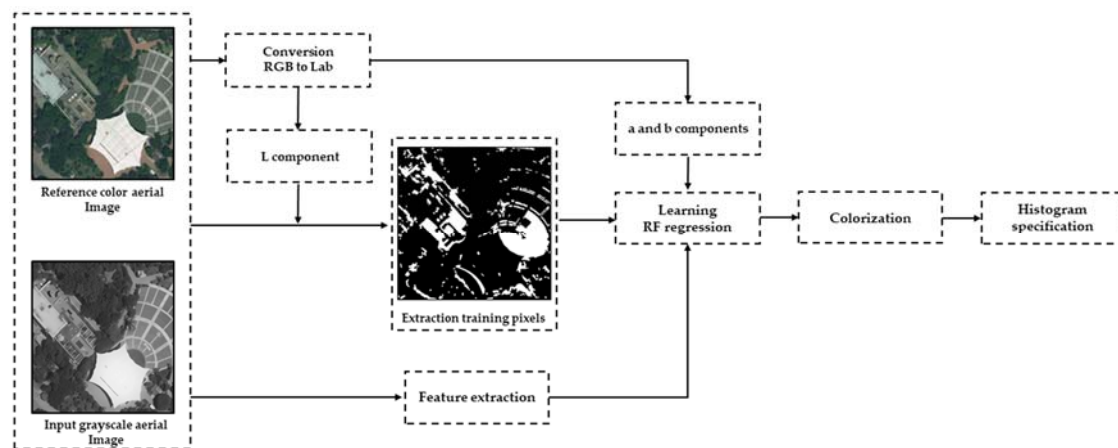 Conversion
RGB to Lab
L component
a and b components
Reference color aerial
Image
Extraction training pixels
Learning
RF regression
Colorization
Histogram
specification
Input grayscale aerial
Image
Feature extraction